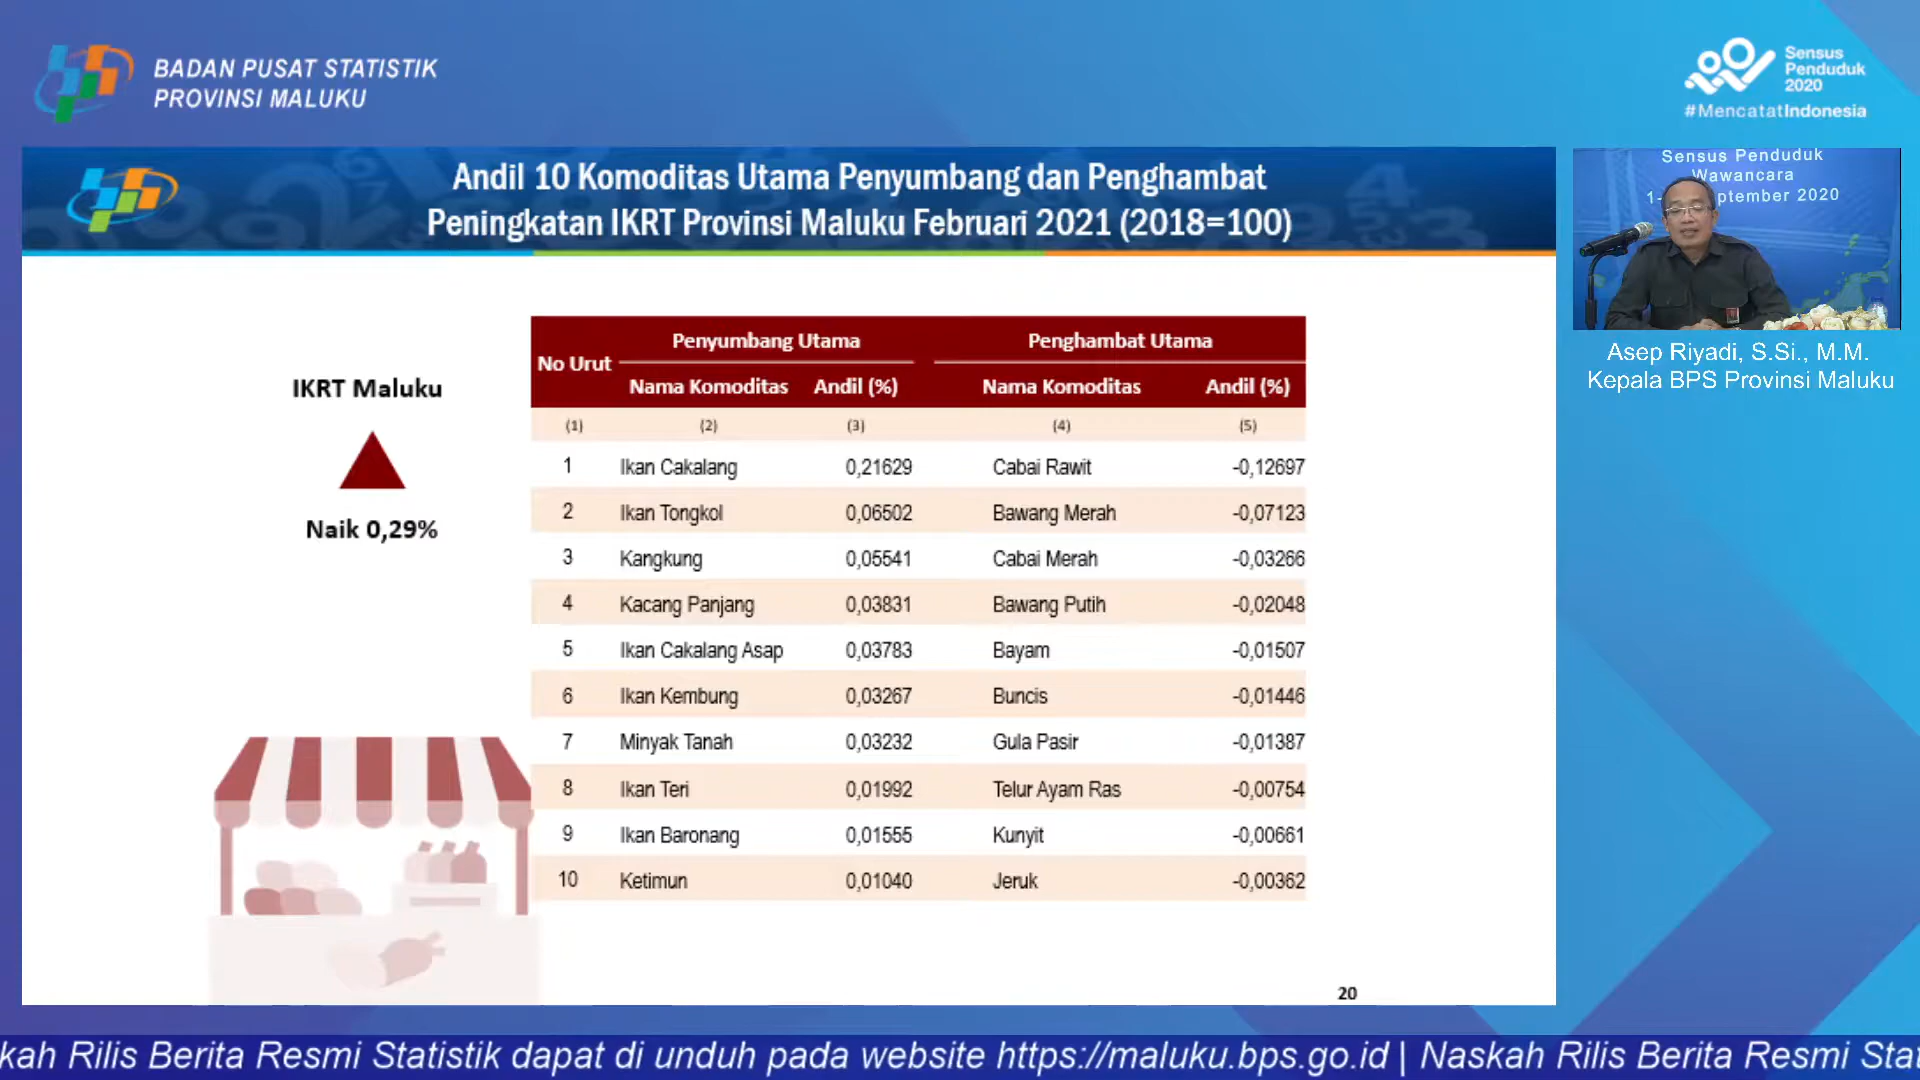 BADAN PUSAT STATISTIK
PROVINSI MALUKU
Sensus
Penduduk
2020
#MencatatIndonesia
Andil 10 Komoditas Utama Penyumbang dan Penghambat
Peningkatan IKRT Provinsi Maluku Februari 2021 (2018=100)
Sensus Penduduk
Wawancara
ptember 2020
Asep Riyadi, S.Si., M.M.
Kepala BPS Provinsi Maluku
IKRT Maluku
Naik 0,29%
No Urut Penyumbang Utama Penghambat Utama
Nama Komoditas Andil (%) Nama Komoditas Andil (%)
(1) (2) (3) (4) (5)
1 Ikan Cakalang 0,21629 Cabai Rawit -0,12697
2 Ikan Tongkol 0,06502 Bawang Merah -0,07123
3 Kangkung 0,05541 Cabai Merah -0,03266
4 Kacang Panjang 0,03831 Bawang Putih -0,02048
5 Ikan Cakalang Asap 0,03783 Bayam -0,01507
6 Ikan Kembung 0,03267 Buncis -0,01446
7 Minyak Tanah 0,03232 Gula Pasir -0,01387
8 Ikan Teri 0,01992 Telur Ayam Ras -0,00754
9 Ikan Baronang 0,01555 Kunyit -0,00661
10 Ketimun 0,01040 Jeruk -0,00362
20
kah Rilis Berita Resmi Statistik dapat di unduh pada website https://maluku.bps.go.id | Naskah Rilis Berita Resmi Stat